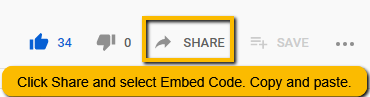 34 0 SHARE SAVE
Click Share and select Embed Code. Copy and paste.